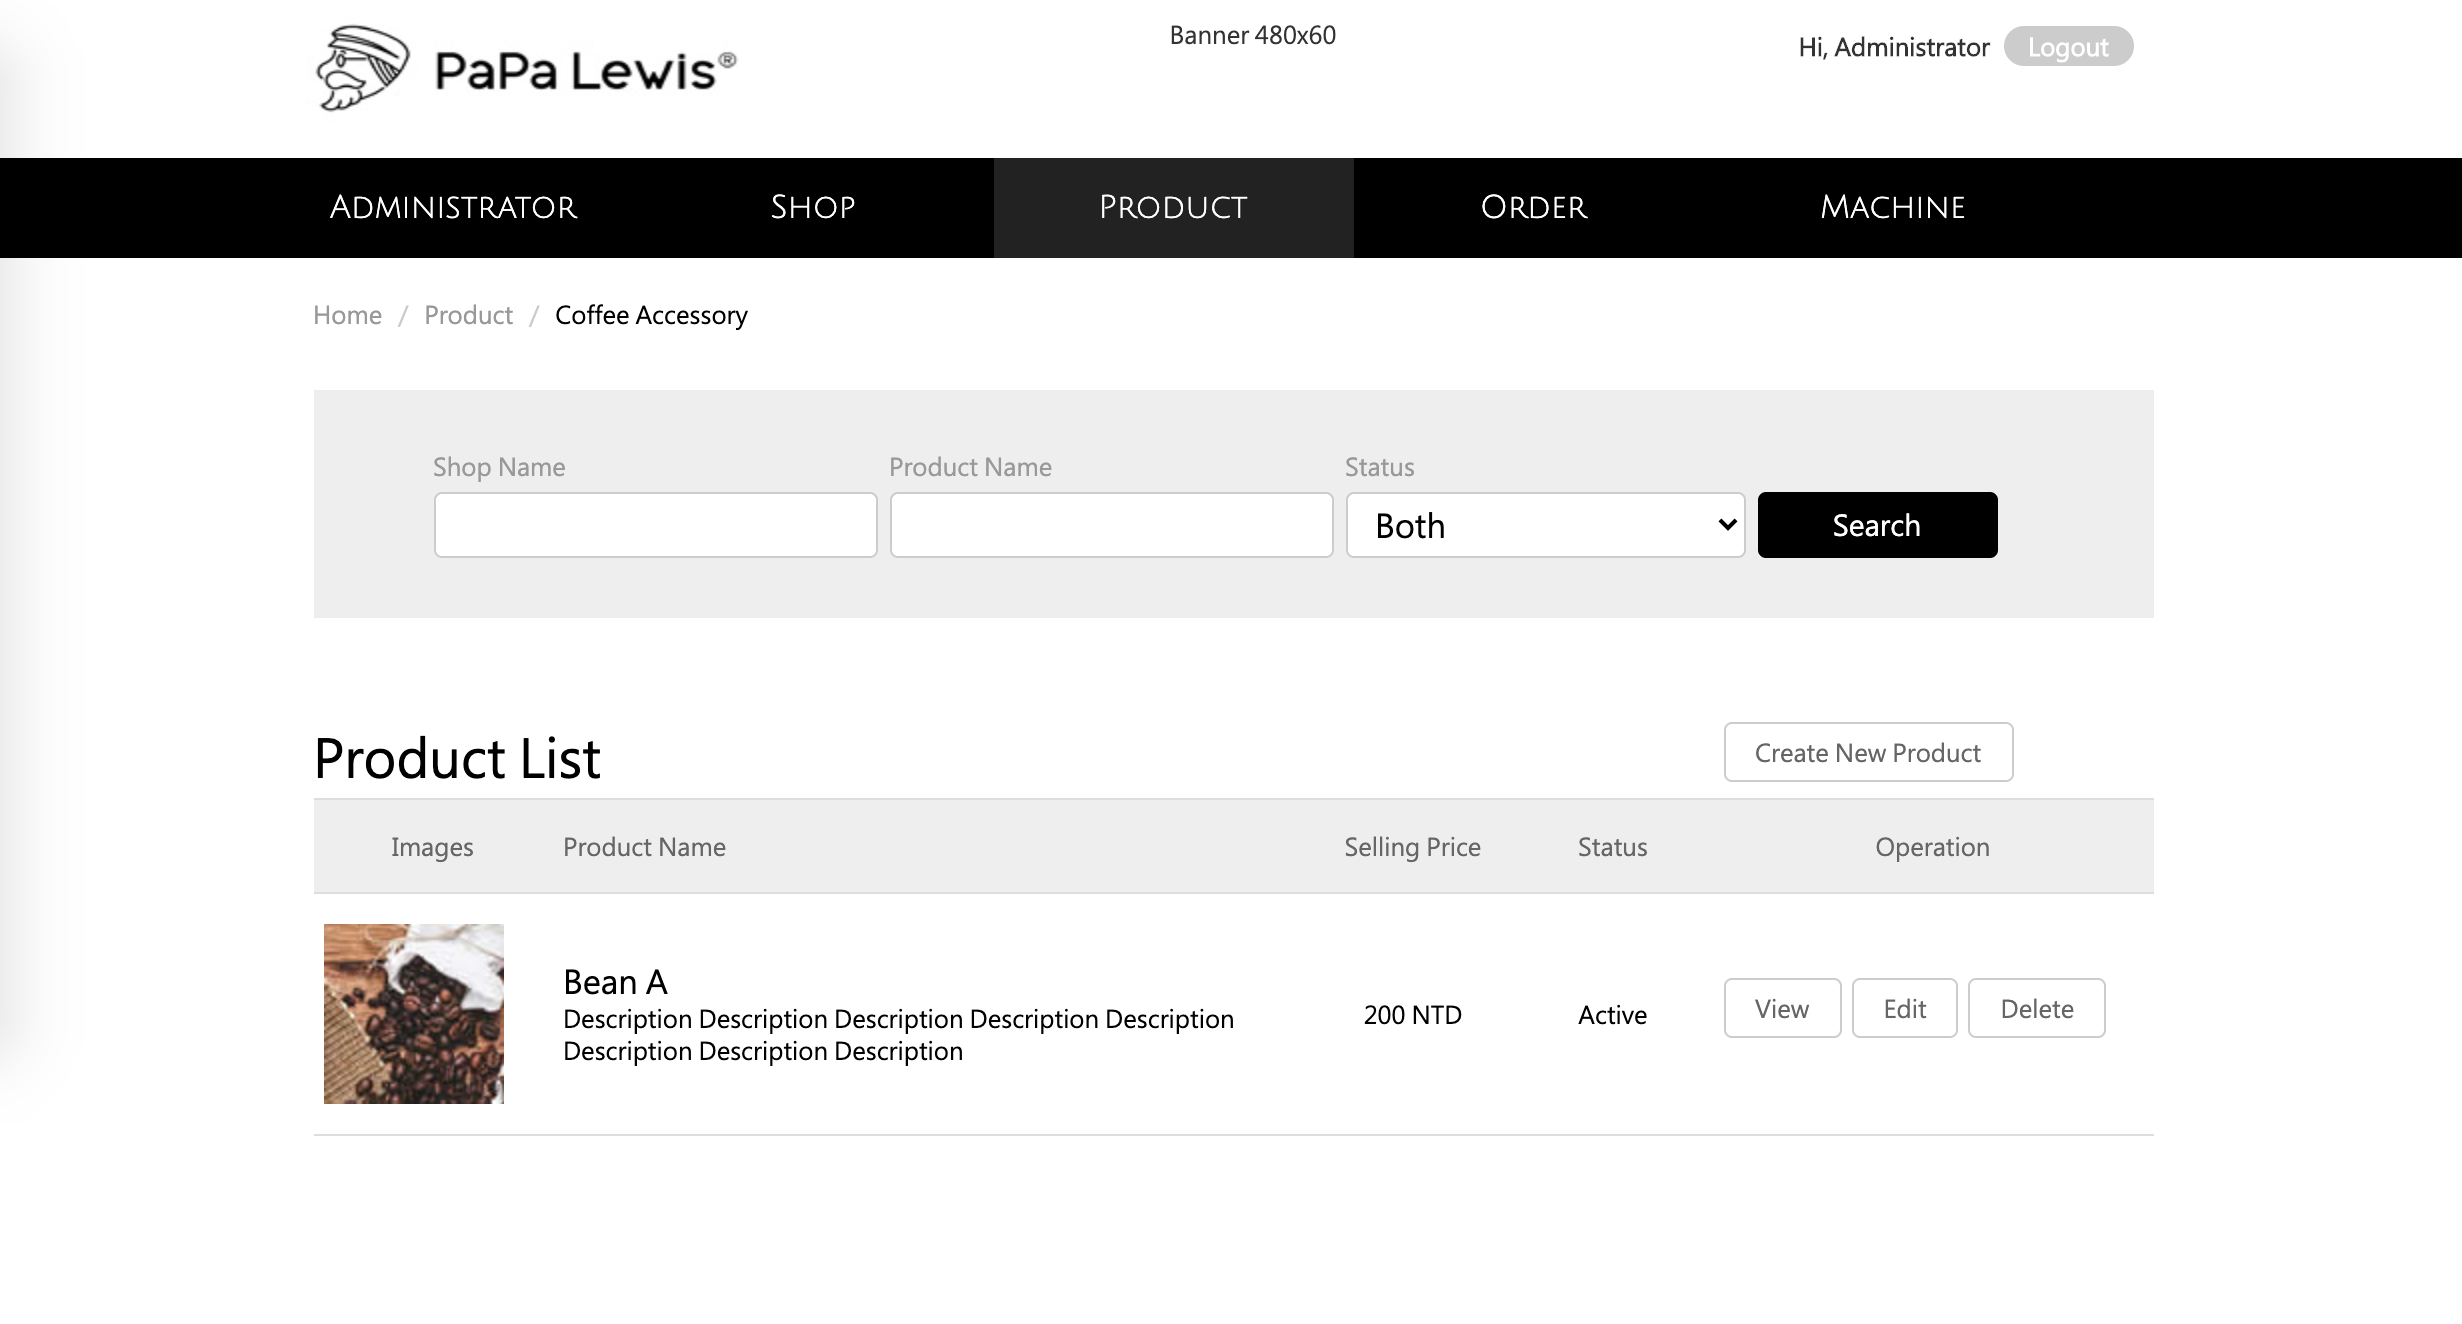 PaPa Lewis®
Banner 480x60
Hi, Administrator Logout
Administrator Shop Product Order Machine
Home / Product / Coffee Accessory
Shop Name Product Name Status
Both Search
Product List Create New Product
Images Product Name Selling Price Status Operation
Bean A
Description Description Description Description Description
Description Description Description
200 NTD Active View Edit Delete